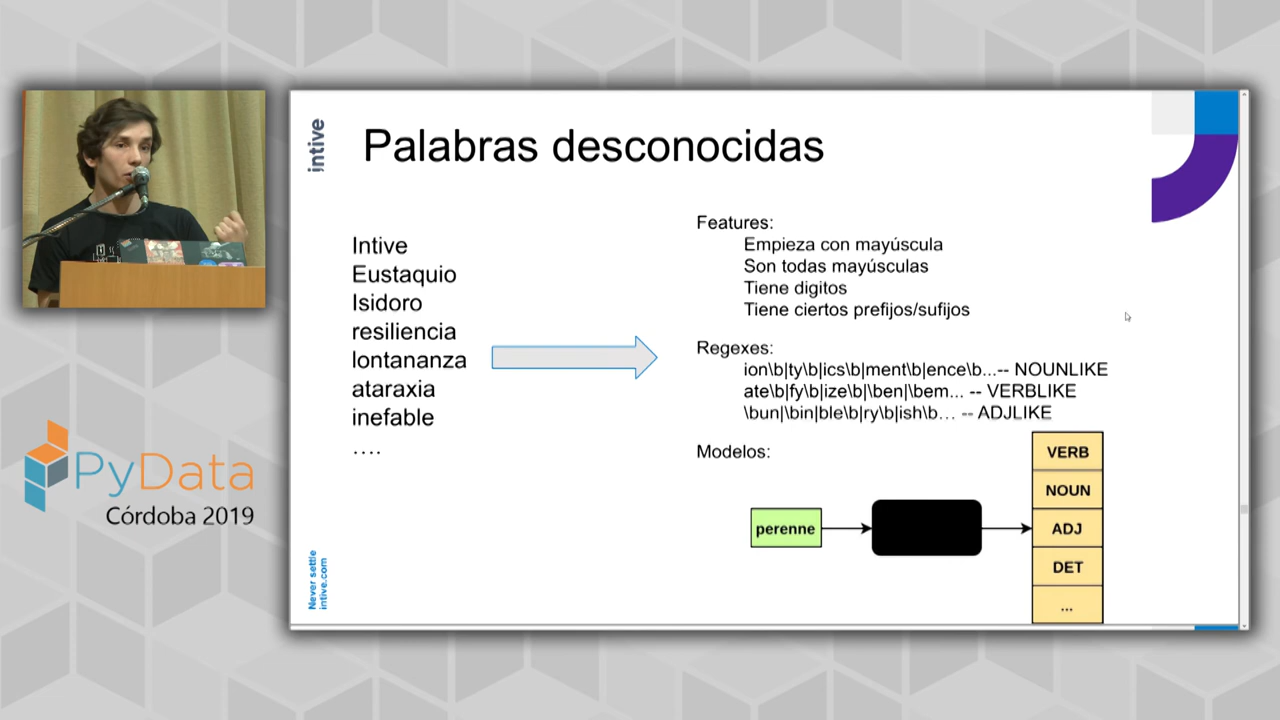 intive
Palabras desconocidas
Intive
Eustaquio
Isidoro
resiliencia
lontananza
ataraxia
inefable
....
Features:
Empieza con mayúscula
Son todas mayúsculas
Tiene digitos
Tiene ciertos prefijos/sufijos
Regexes:
ion\b|ty\b|ics\b|ment\b|ence\b...-- NOUNLIKE
ate\b|fy\b|ize\b|\ben|\bem... -- VERBLIKE
\bun|\bin|ble\b|ry\b|ish\b… -- ADJLIKE
Modelos:
perenne
VERB
NOUN
ADJ
DET
...
Never settle
intive.com
PyData
Córdoba 2019